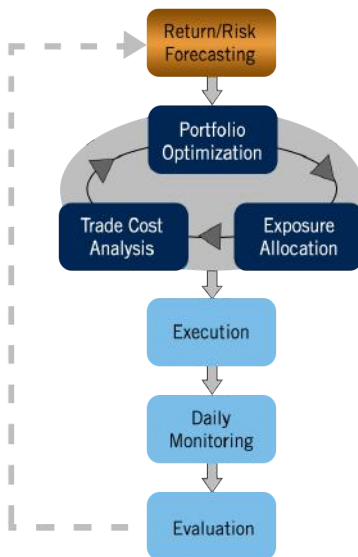 Return/Risk
Forecasting
Portfolio
Optimization
Trade Cost
Analysis
Exposure
Allocation
Execution
Daily
Monitoring
Evaluation